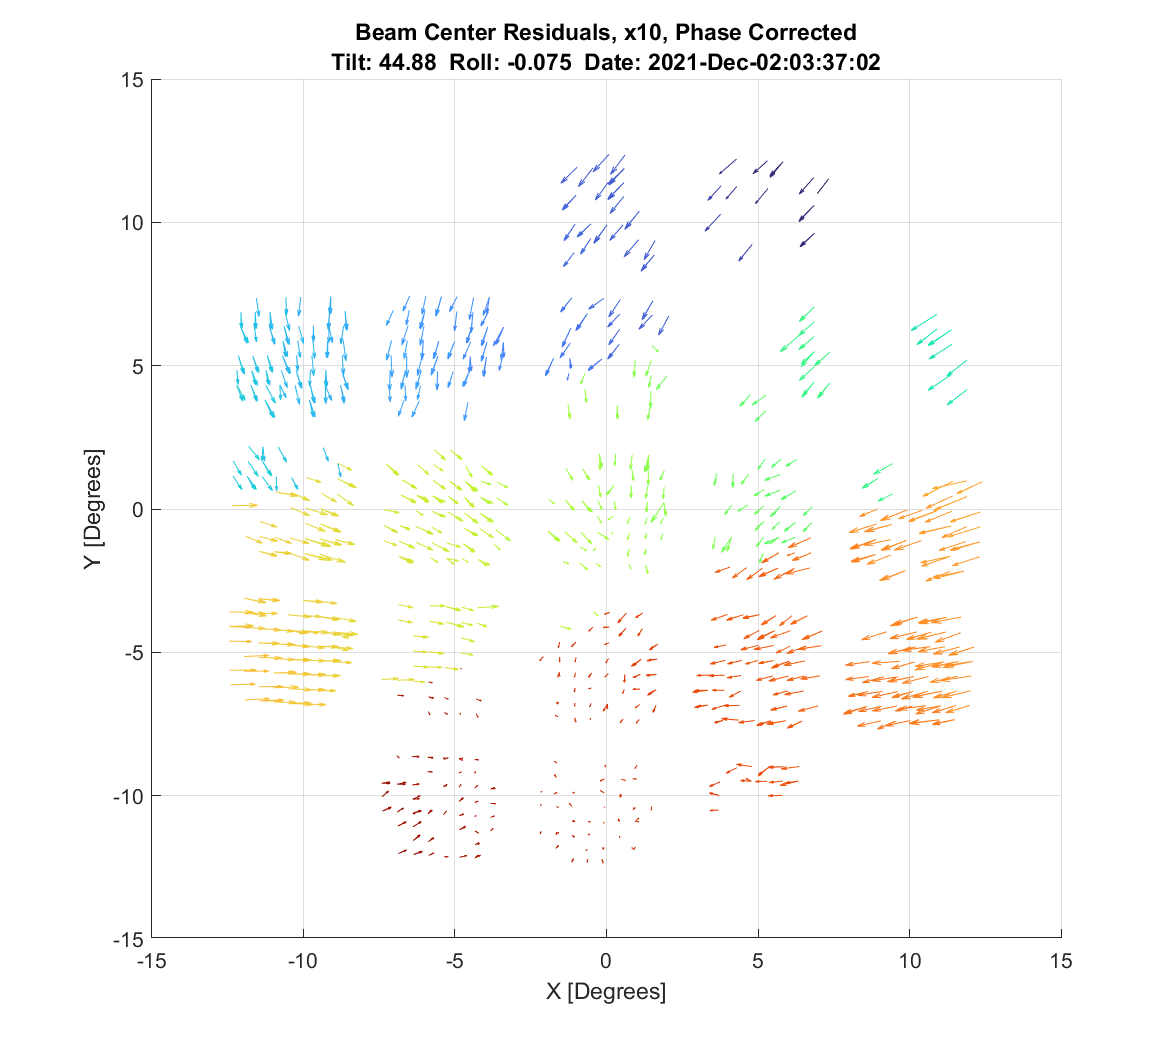 Beam Center Residuals, x10, Phase Corrected
Tilt: 44.88  Roll: -0.075  Date: 2021-Dec-02:03:37:02
15
10
5
0
-5
-10
-15
Y [Degrees]
-15 -10 -5 0 5 10 15
X [Degrees]